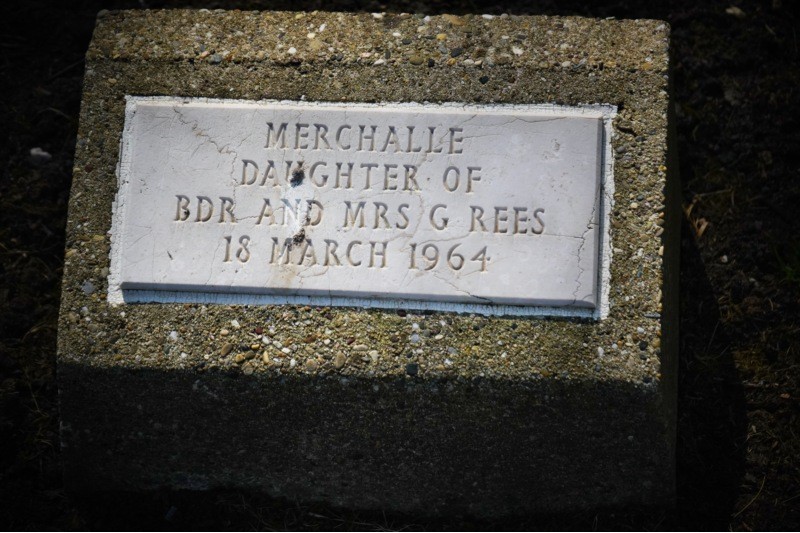 MERCHALLE
DAUGHTER OF
BDR AND MRS G REES
18 MARCH 1964